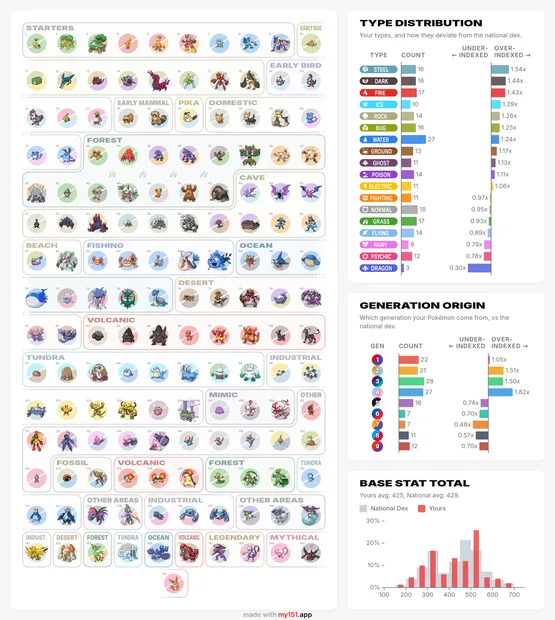 STARTERS
EARLY BUG
EARLY BIRD
EARLY MAMMAL
PIKA
DOMESTIC
FOREST
CAVE
BEACH
FISHING
OCEAN
DESERT
VOLCANIC
TUNDRA
INDUSTRIAL
MIMIC
OTHER
FOSSIL
VOLCANIC
FOREST
TUNDRA
OTHER AREAS
INDUSTRIAL
OTHER AREAS
INDUST.
DESERT
FOREST
TUNDRA
OCEAN
VOLCANIC
LEGENDARY
MYTHICAL
TYPE DISTRIBUTION
Your types, and how they deviate from the national dex.
TYPE COUNT UNDER- ← INDEXED OVER- INDEXED →
STEEL 16 1.54x
DARK 16 1.44x
FIRE 17 1.43x
ICE 10 1.29x
ROCK 14 1.26x
BUG 16 1.25x
WATER 27 1.24x
GROUND 13 1.17x
GHOST 11 1.13x
POISON 14 1.11x
ELECTRIC 11 1.06x
FIGHTING 11 0.97x
NORMAL 18 0.95x
GRASS 17 0.93x
FLYING 14 0.89x
FAIRY 8 0.79x
PSYCHIC 12 0.78x
DRAGON 3 0.30x
GENERATION ORIGIN
Which generation your Pokémon come from, vs the
national dex.
GEN COUNT UNDER- ← INDEXED OVER- INDEXED →
1 22 1.05x
2 21 1.51x
3 28 1.50x
4 27 1.82x
16 0.74x
6 7 0.70x
7 7 0.48x
8 11 0.57x
9 12 0.70x
BASE STAT TOTAL
Yours avg: 425, National avg: 429.
National Dex Yours
30%
20%
10%
0%
100 200 300 400 500 600 700
made with my151.app